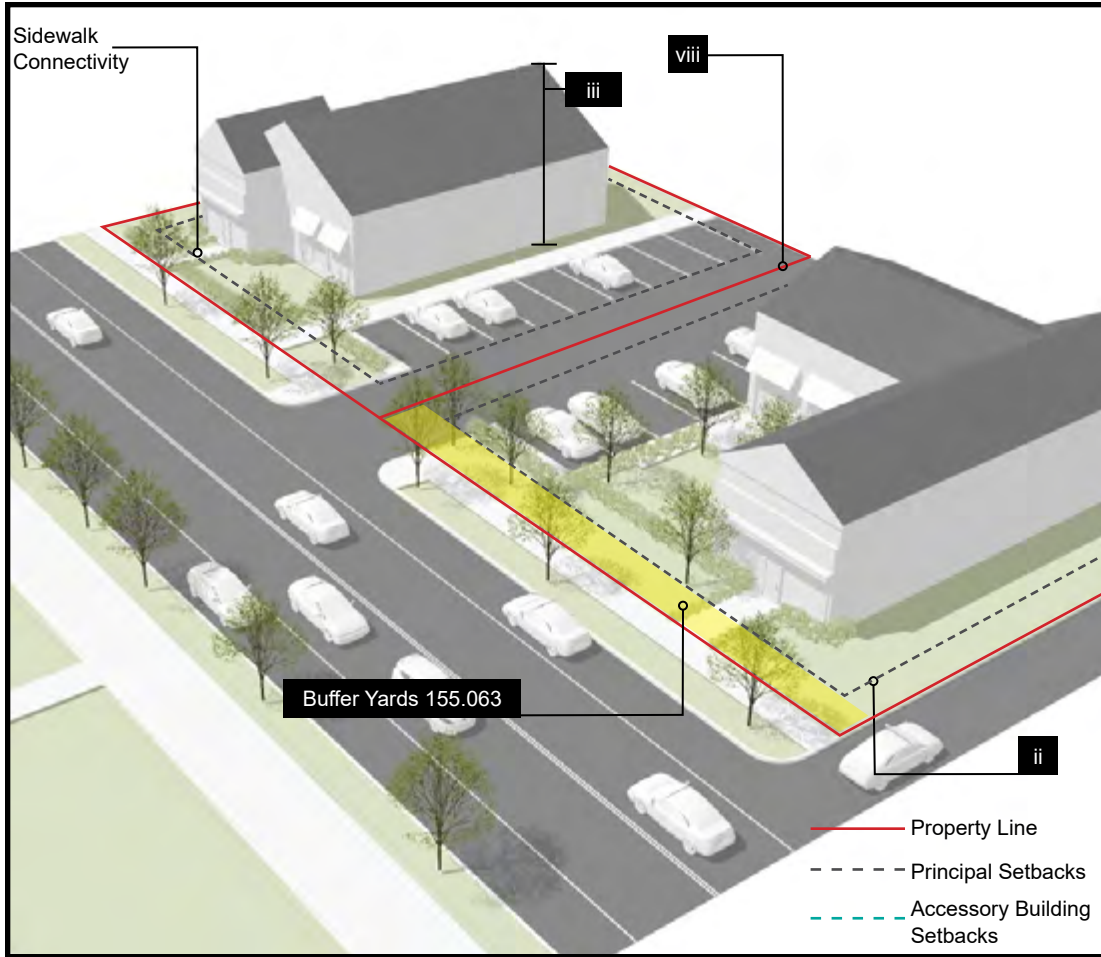 Sidewalk
Connectivity
viii
iii
Buffer Yards 155.063
ii
Property Line
Principal Setbacks
Accessory Building
Setbacks